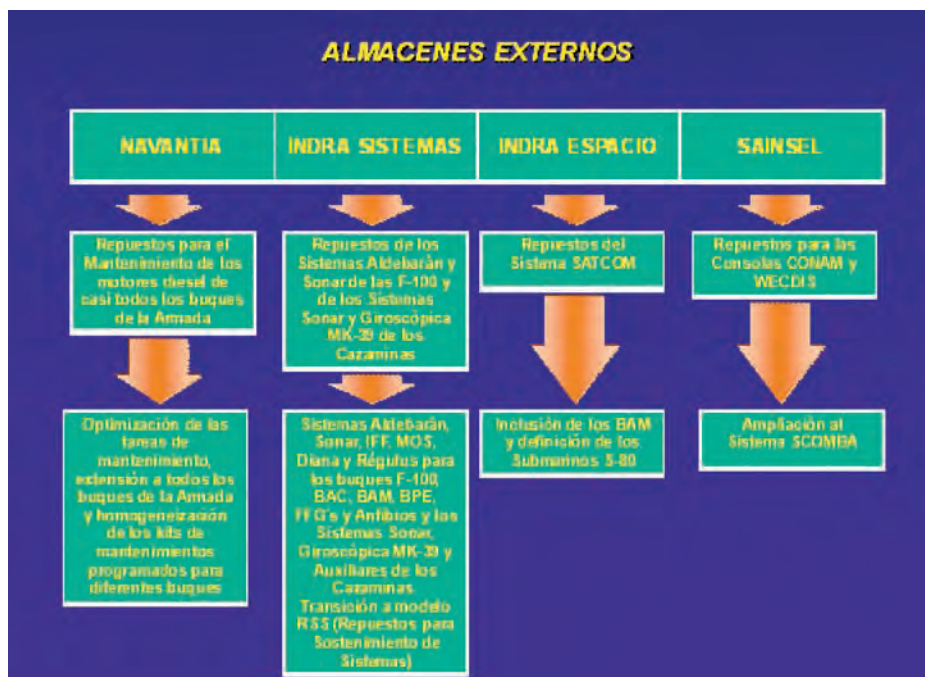 ALMACENES EXTERNOS
NAVANTIA
INDRA SISTEMAS
INDRA ESPACIO
SAINSEL
Repuestos para el
Mantenimiento de los
motores diesel de
casi todos los buques
de la Armada
Repuestos de los
Sistemas Aldebarán y
Sonar de las F-100 y
de los Sistemas
Sonar y Giroscópica
MK-39 de los
Cazaminas
Repuestos del
Sistema SATCOM
Repuestos para las
Consolas CONAM y
WECDIS
Optimización de las
tareas de
mantenimiento,
extensión a todos los
buques de la Armada
y homogeneización
de los kits de
mantenimientos
programados para
diferentes buques
Sistemas Aldebarán,
Sonar, IFF, MOS,
Diana y Régulus para
los buques F-100,
BAC, BAM, BPE,
FFG's y Anfibios y los
Sistemas Sonar,
Giroscópica MK-39 y
Auxiliares de los
Cazaminas.
Transición a modelo
RSS (Repuestos para
Sostenimiento de
Sistemas)
Inclusión de los BAM
y definición de los
Submarinos S-80
Ampliación al
Sistema SCOMBA